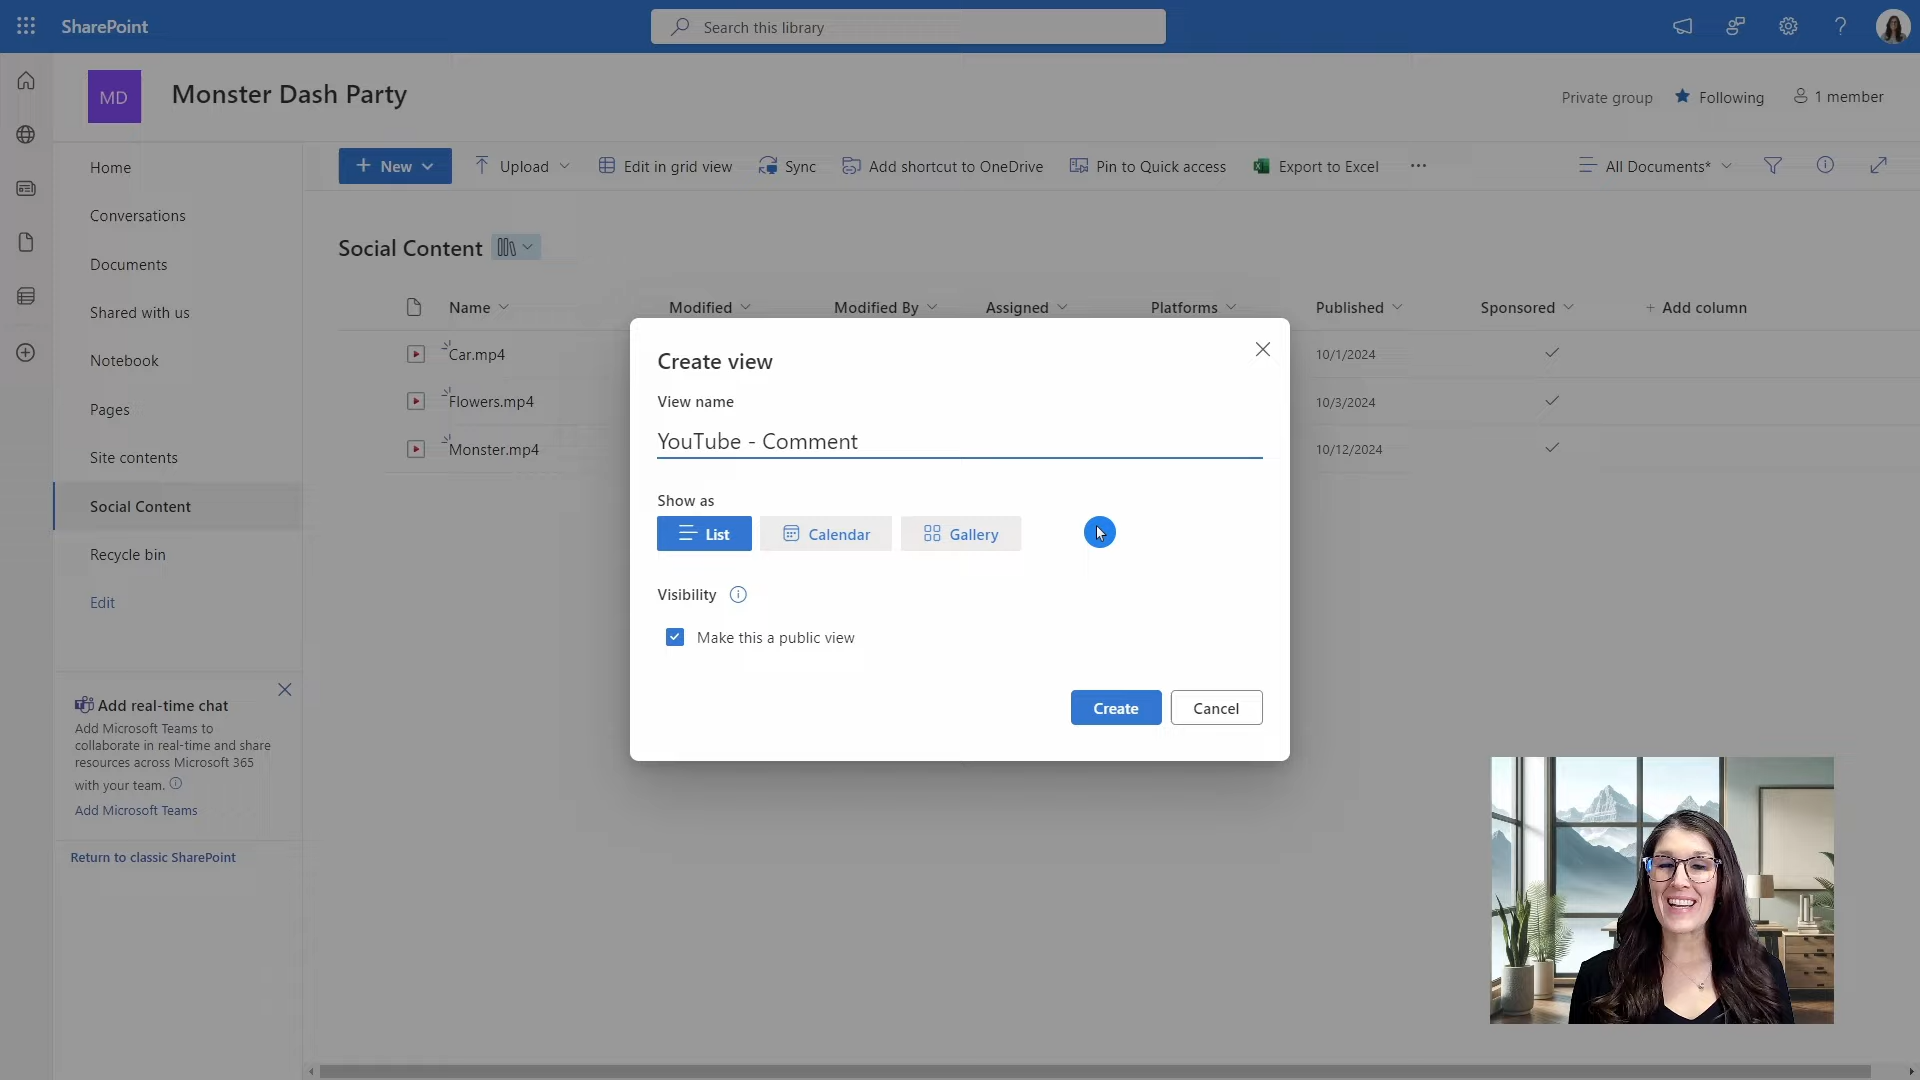 SharePoint
Search this library
MD
Monster Dash Party
Private group
Following
1 member
Home
Conversations
Documents
Shared with us
Notebook
Pages
Site contents
Social Content
Recycle bin
Edit
New
Upload
Edit in grid view
Sync
Add shortcut to OneDrive
Pin to Quick access
Export to Excel
All Documents*
Social Content
Name
Modified
Modified By
Assigned
Platforms
Published
Sponsored
+ Add column
Car.mp4
10/1/2024
Flowers.mp4
10/3/2024
Monster.mp4
10/12/2024
Create view
View name
YouTube - Comment
Show as
List
Calendar
Gallery
Visibility
Make this a public view
Create
Cancel
Add real-time chat
Add Microsoft Teams to
collaborate in real-time and share
resources across Microsoft 365
with your team.
Add Microsoft Teams
Return to classic SharePoint